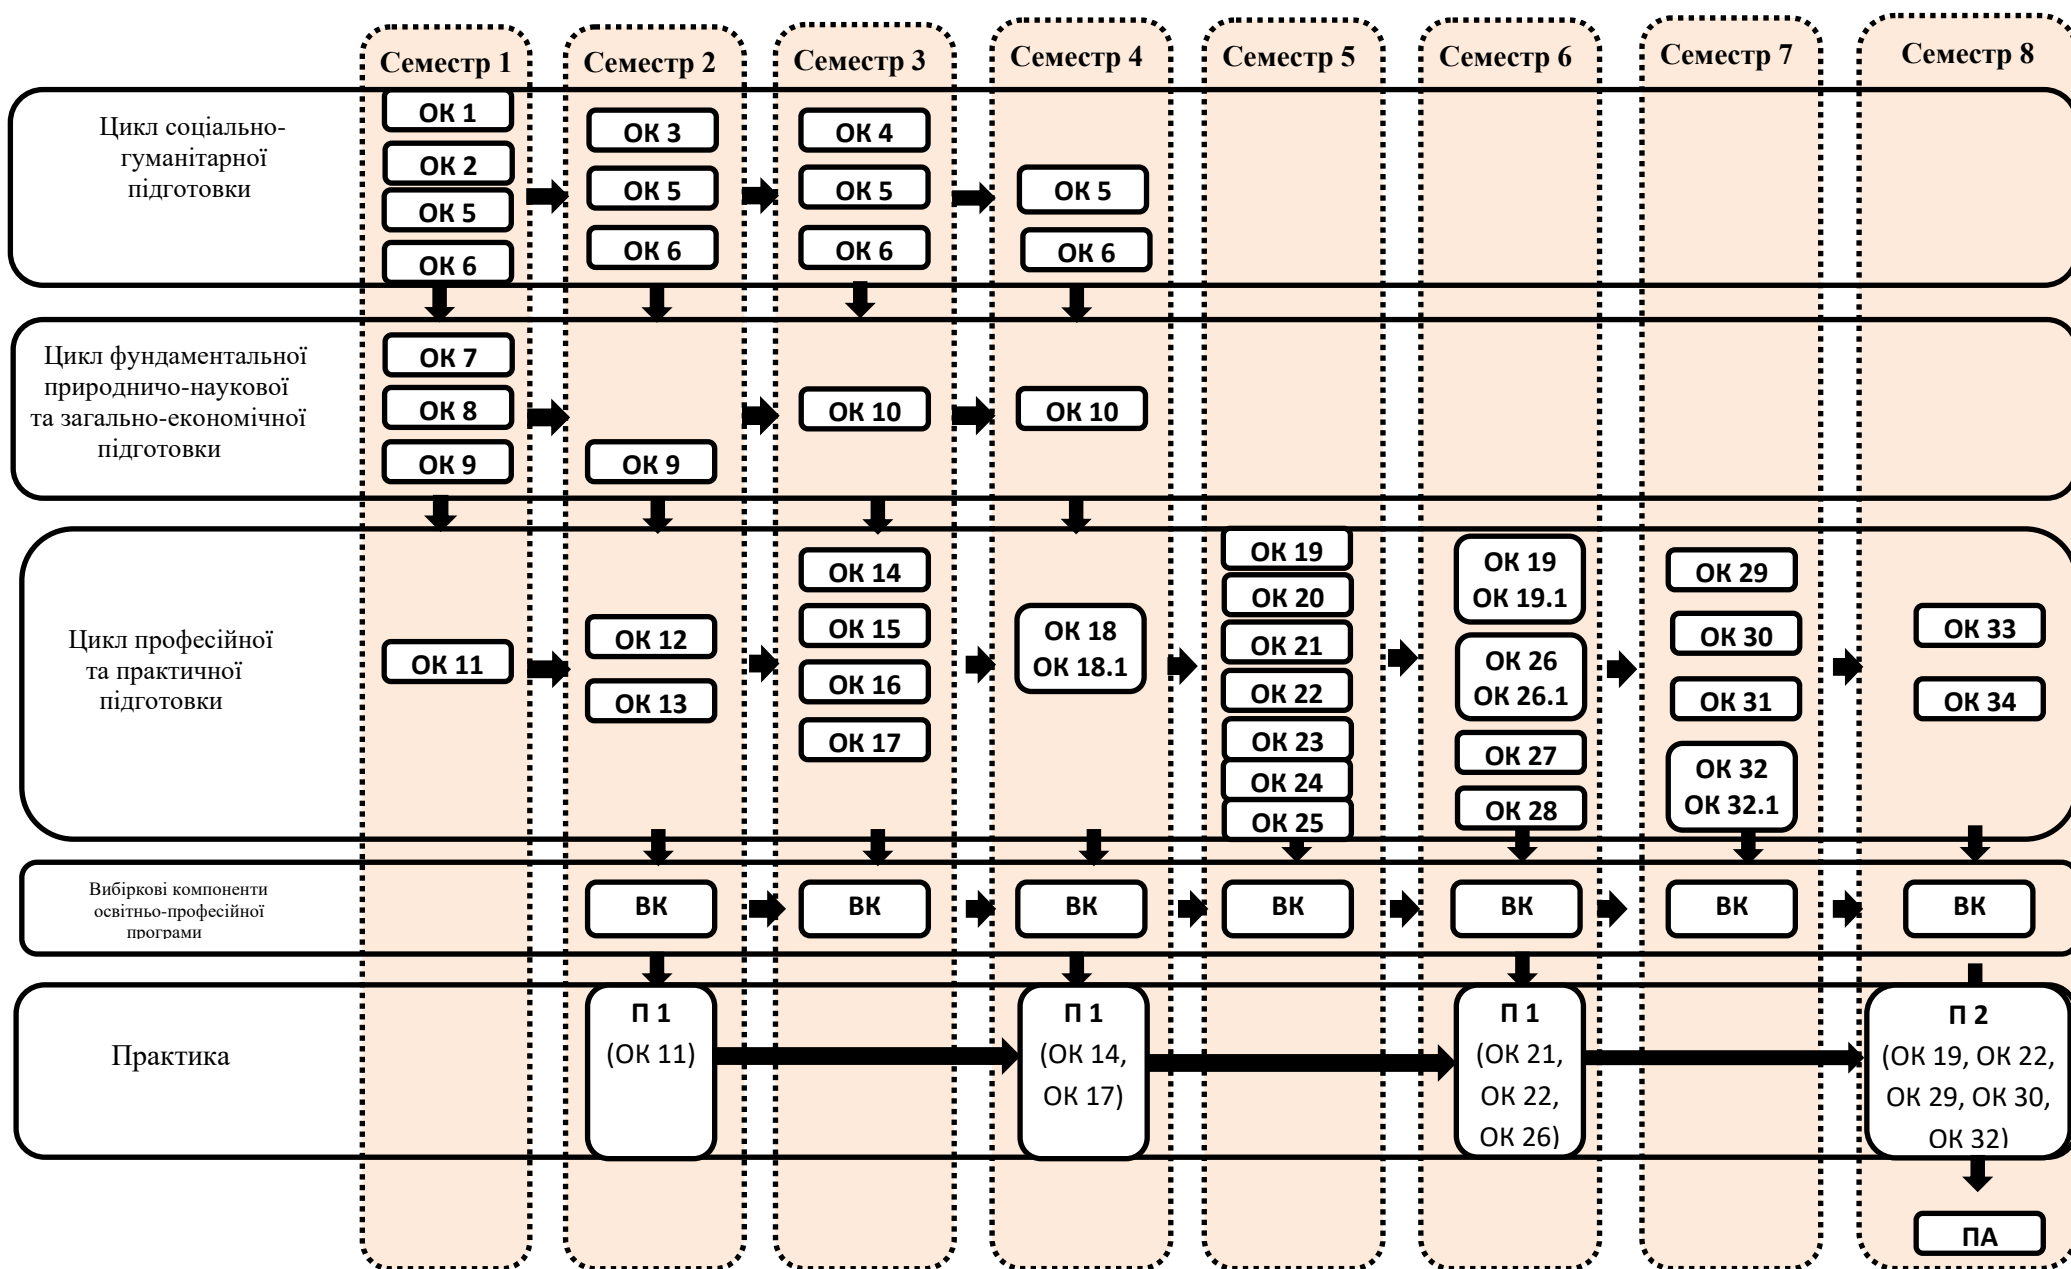 Семестр 1
Семестр 2
Семестр 3
Семестр 4
Семестр 5
Семестр 6
Семестр 7
Семестр 8
Цикл соціально-
гуманітарної
підготовки
ОК 1
ОК 2
ОК 5
ОК 6
ОК 3
ОК 5
ОК 6
ОК 4
ОК 5
ОК 6
ОК 5
ОК 6
Цикл фундаментальної
природничо-наукової
та загально-економічної
підготовки
ОК 7
ОК 8
ОК 9
ОК 9
ОК 10
ОК 10
Цикл професійної
та практичної
підготовки
ОК 11
ОК 12
ОК 13
ОК 14
ОК 15
ОК 16
ОК 17
ОК 18
ОК 18.1
ОК 19
ОК 20
ОК 21
ОК 22
ОК 23
ОК 24
ОК 25
ОК 19
ОК 19.1
ОК 26
ОК 26.1
ОК 27
ОК 28
ОК 29
ОК 30
ОК 31
ОК 32
ОК 32.1
ОК 33
ОК 34
Вибіркові компоненти
освітньо-професійної
програми
ВК
ВК
ВК
ВК
ВК
ВК
ВК
Практика
П 1
(ОК 11)
П 1
(ОК 14,
ОК 17)
П 1
(ОК 21,
ОК 22,
ОК 26)
П 2
(ОК 19, ОК 22,
ОК 29, ОК 30,
ОК 32)
ПА